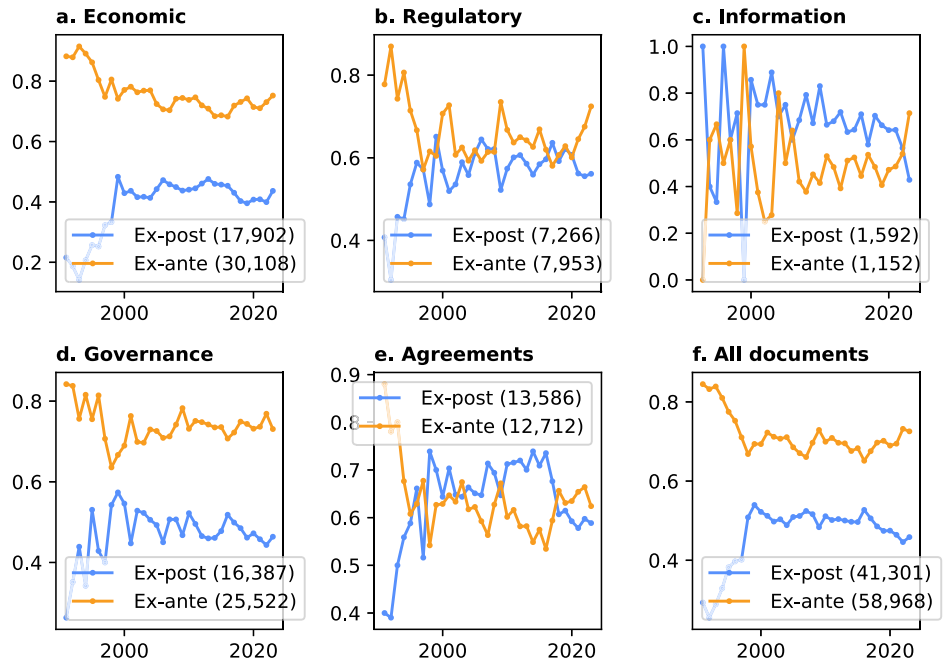 a. Economic
0.8
0.6
0.4
0.2
Ex-post (17,902)
Ex-ante (30,108)
2000
2020
b. Regulatory
0.8
0.6
0.4
Ex-post (7,266)
Ex-ante (7,953)
2000
2020
c. Information
1.0
0.8
0.6
0.4
0.2
0.0
Ex-post (1,592)
Ex-ante (1,152)
2000
2020
d. Governance
0.8
0.6
0.4
Ex-post (16,387)
Ex-ante (25,522)
2000
2020
e. Agreements
0.9
0.8
0.7
0.6
0.5
0.4
Ex-post (13,586)
Ex-ante (12,712)
2000
2020
f. All documents
0.8
0.6
0.4
Ex-post (41,301)
Ex-ante (58,968)
2000
2020